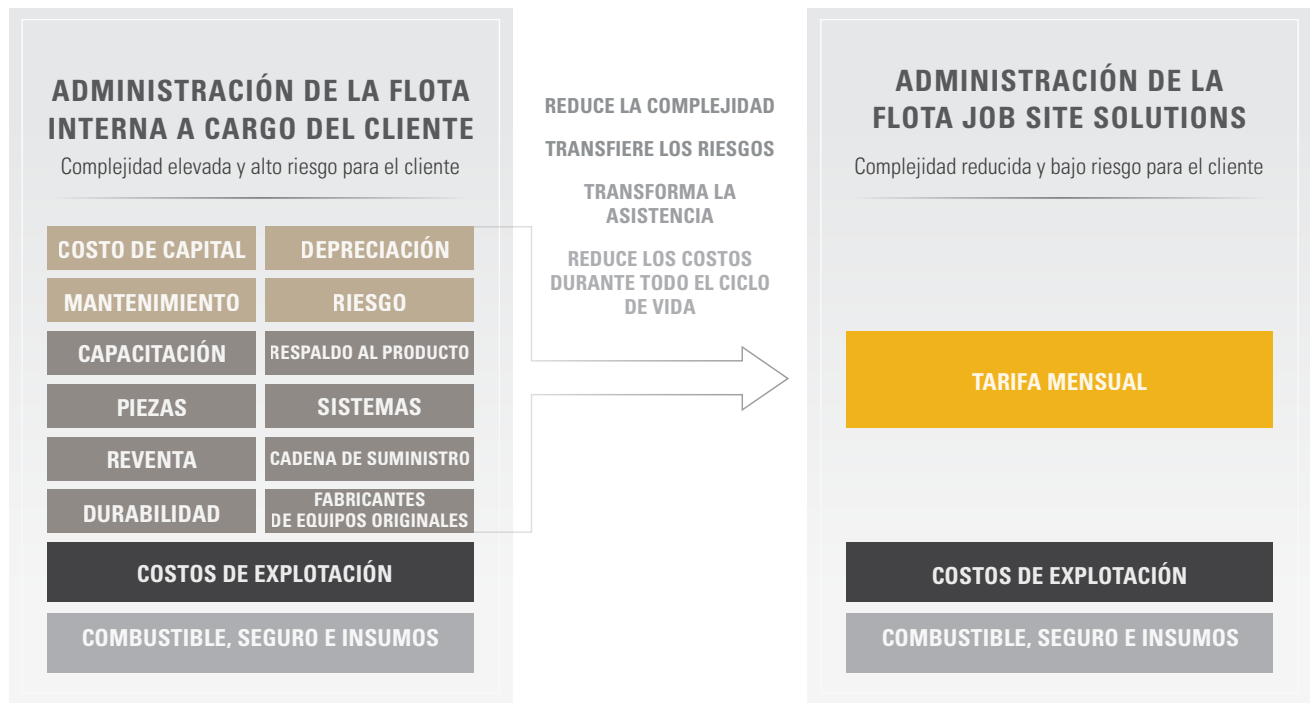 ADMINISTRACIÓN DE LA FLOTA
INTERNA A CARGO DEL CLIENTE
Complejidad elevada y alto riesgo para el cliente
COSTO DE CAPITAL
DEPRECIACIÓN
MANTENIMIENTO
RIESGO
CAPACITACIÓN
RESPALDO AL PRODUCTO
PIEZAS
SISTEMAS
REVENTA
CADENA DE SUMINISTRO
DURABILIDAD
FABRICANTES
DE EQUIPOS ORIGINALES
COSTOS DE EXPLOTACIÓN
COMBUSTIBLE, SEGURO E INSUMOS
REDUCE LA COMPLEJIDAD
TRANSFIERE LOS RIESGOS
TRANSFORMA LA
ASISTENCIA
REDUCE LOS COSTOS
DURANTE TODO EL CICLO
DE VIDA
ADMINISTRACIÓN DE LA
FLOTA JOB SITE SOLUTIONS
Complejidad reducida y bajo riesgo para el cliente
TARIFA MENSUAL
COSTOS DE EXPLOTACIÓN
COMBUSTIBLE, SEGURO E INSUMOS